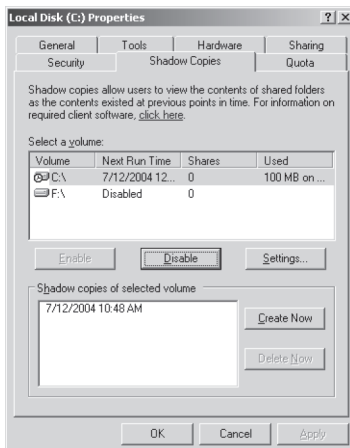 Local Disk (C:) Properties
General Tools Hardware Sharing
Security Shadow Copies Quota
Shadow copies allow users to view the contents of shared folders
as the contents existed at previous points in time. For information on
required client software, click here.
Select a volume:
Volume Next Run Time Shares Used
C:\ 7/12/2004 12... 0 100 MB on ...
F:\ Disabled 0
Enable Disable Settings...
Shadow copies of selected volume
7/12/2004 10:48 AM
Create Now
Delete Now
OK Cancel Apply